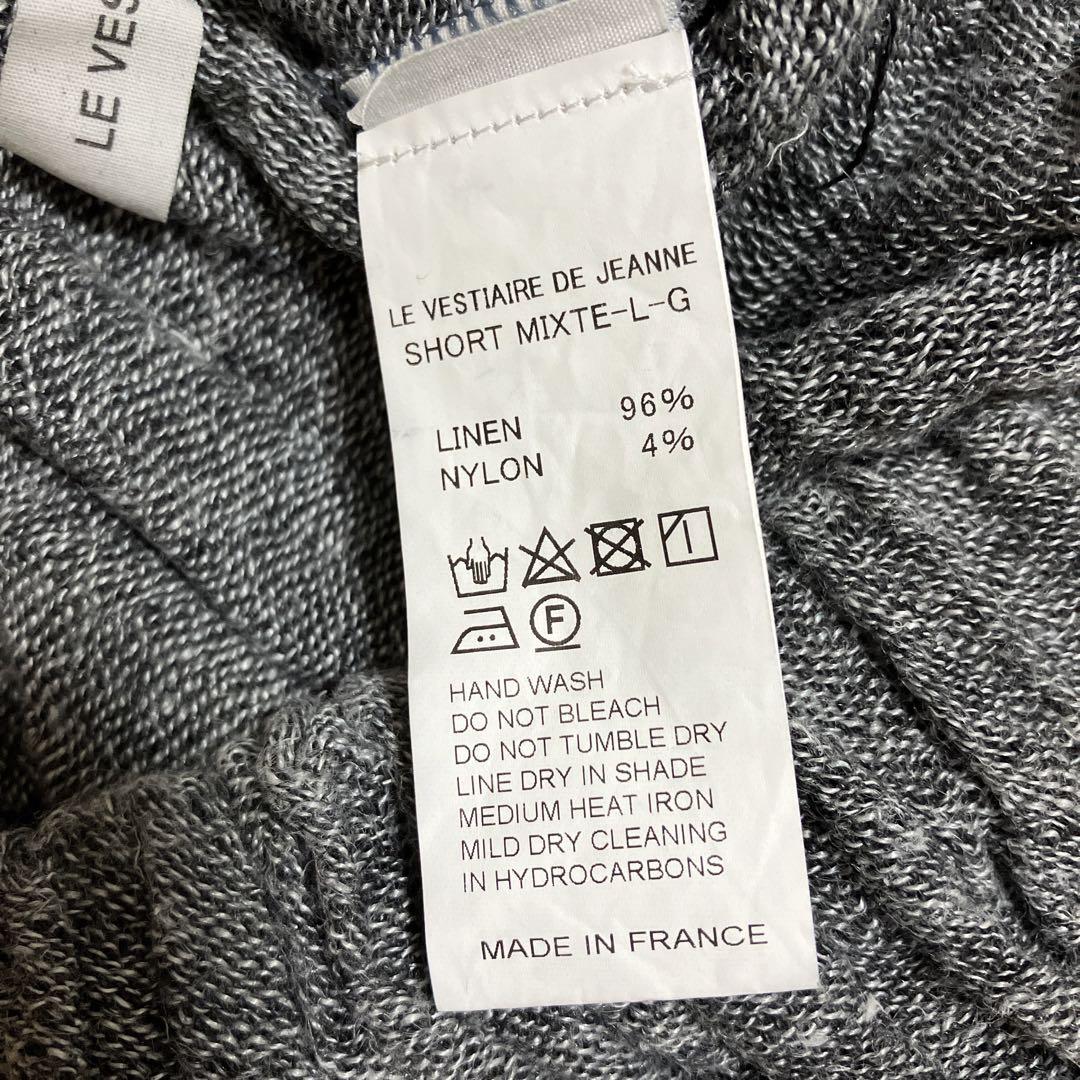 LE VES
LE VESTIAIRE DE JEANNE
SHORT MIXTE-L-G
LINEN 96%
NYLON 4%
F
HAND WASH
DO NOT BLEACH
DO NOT TUMBLE DRY
LINE DRY IN SHADE
MEDIUM HEAT IRON
MILD DRY CLEANING
IN HYDROCARBONS
MADE IN FRANCE